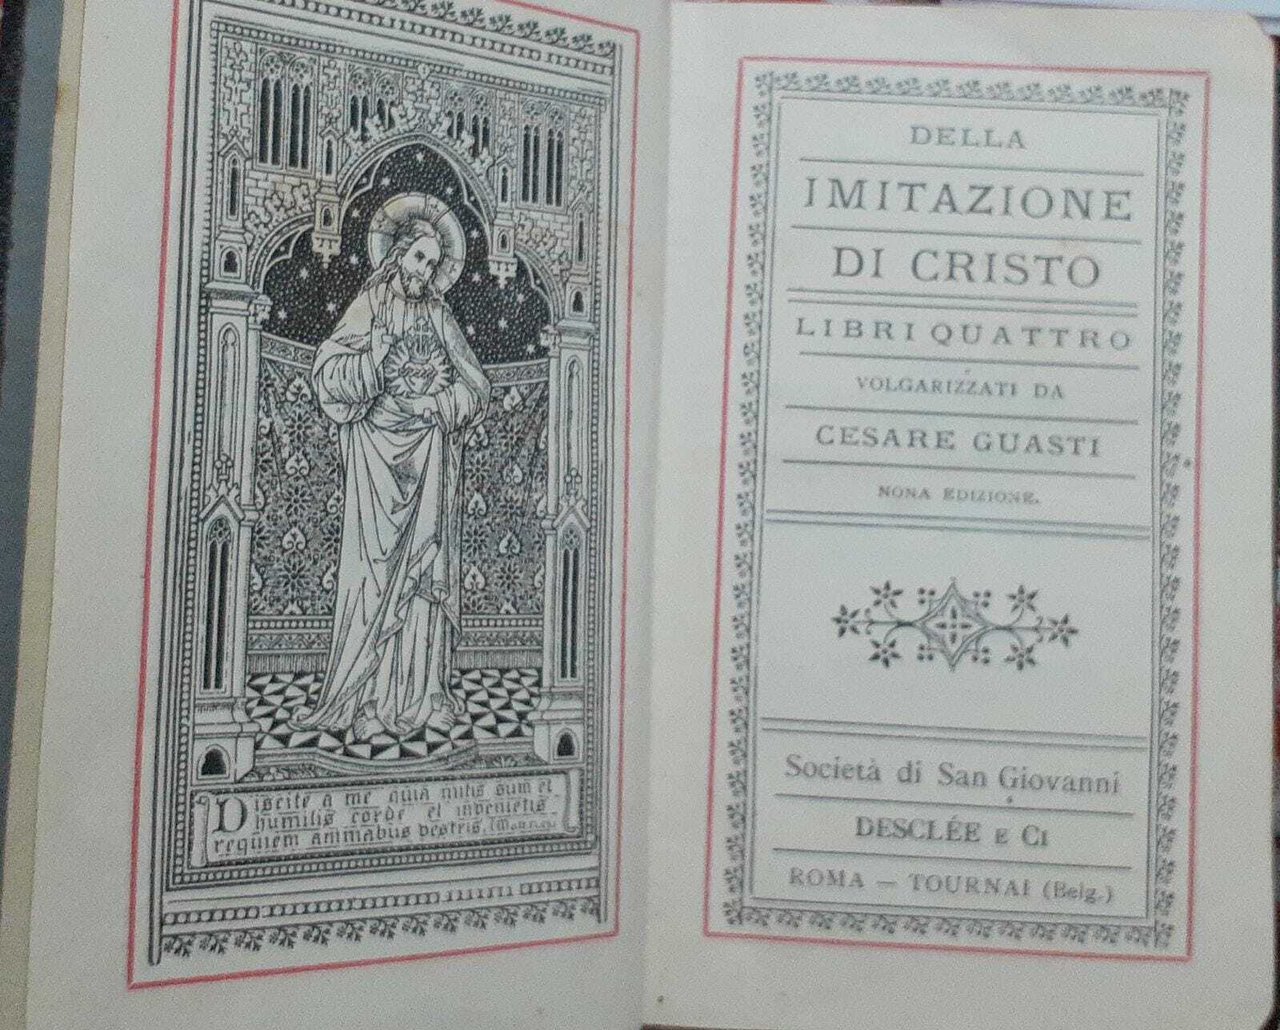 Discite a me quia mitis sum et
humilis corde et invenietis
requiem animabus vestris.
DELLA
IMITAZIONE
DI CRISTO
LIBRI QUATTRO
VOLGARIZZATI DA
CESARE GUASTI
NONA EDIZIONE.
Società di San Giovanni
DESCLÉE E CI
ROMA — TOURNAI (Belg.)